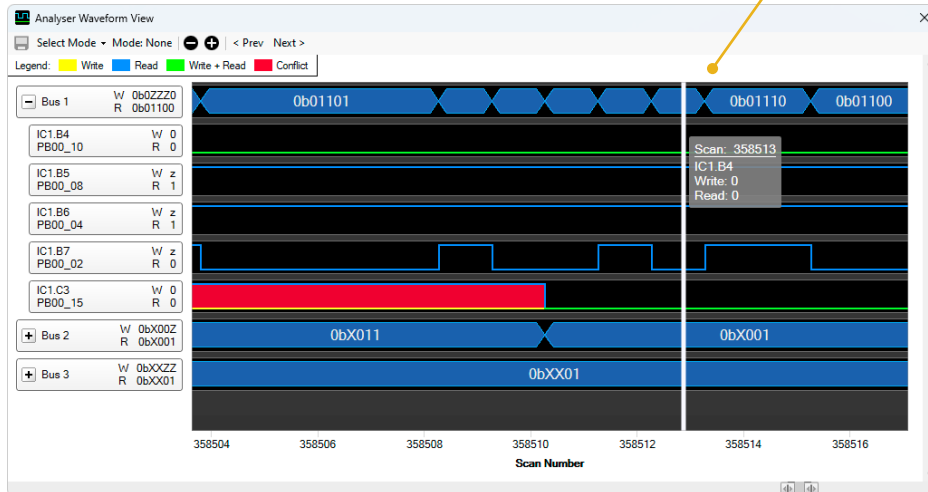 Analyser Waveform View
Select Mode Mode: None < Prev Next >
Legend: Write Read Write + Read Conflict
Bus 1 W 0b0ZZZ0
R 0b01100
0b01101 0b01110 0b01100
IC1.B4 W 0
PB00_10 R 0
Scan: 358513
IC1.B4
Write: 0
Read: 0
IC1.B5 W z
PB00_08 R 1
IC1.B6 W z
PB00_04 R 1
IC1.B7 W z
PB00_02 R 0
IC1.C3 W 0
PB00_15 R 0
Bus 2 W 0bX00Z
R 0bX001
0bX011 0bX001
Bus 3 W 0bXXZZ
R 0bXX01
0bXX01
358504 358506 358508 358510 358512 358514 358516
Scan Number